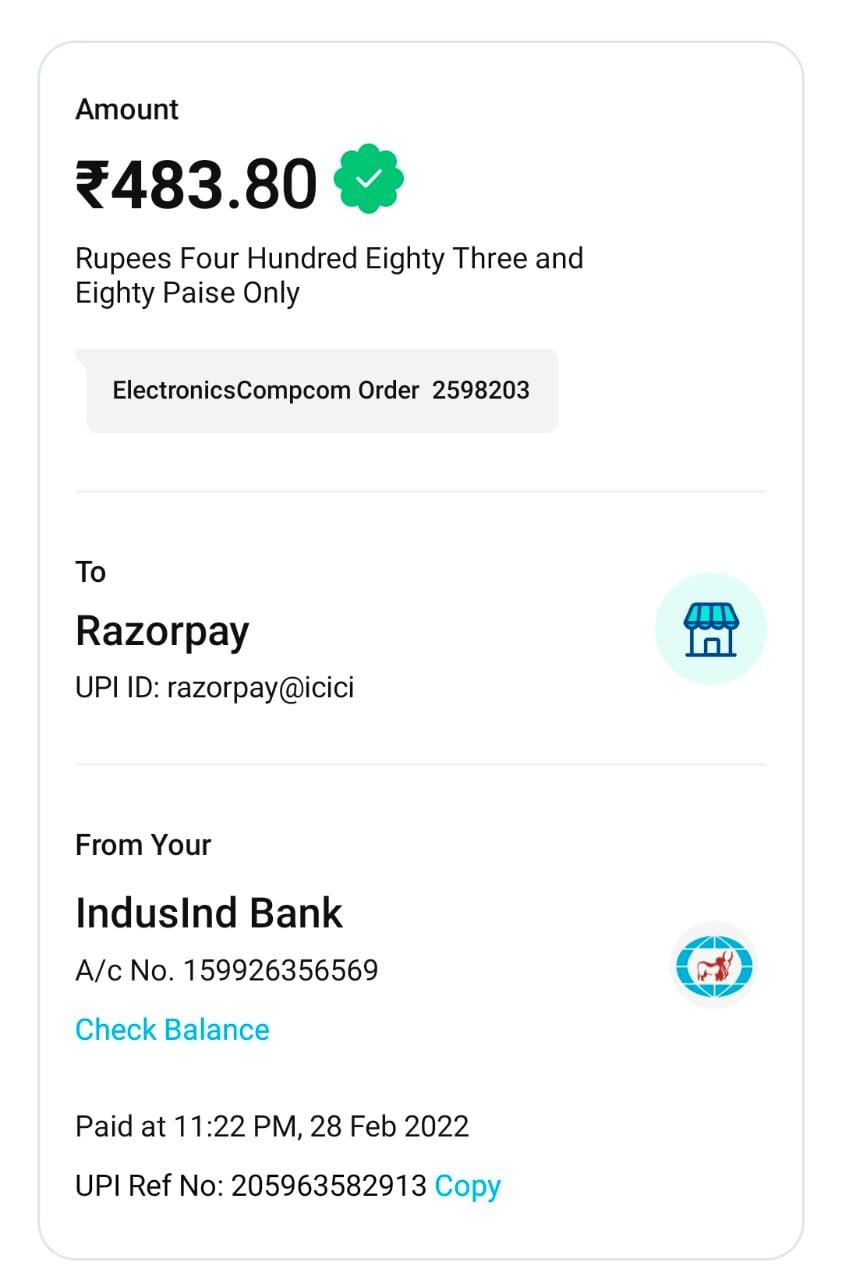 Amount
₹483.80
Rupees Four Hundred Eighty Three and
Eighty Paise Only
ElectronicsCompcom Order 2598203
To
Razorpay
UPI ID: razorpay@icici
From Your
IndusInd Bank
A/c No. 159926356569
Check Balance
Paid at 11:22 PM, 28 Feb 2022
UPI Ref No: 205963582913 Copy